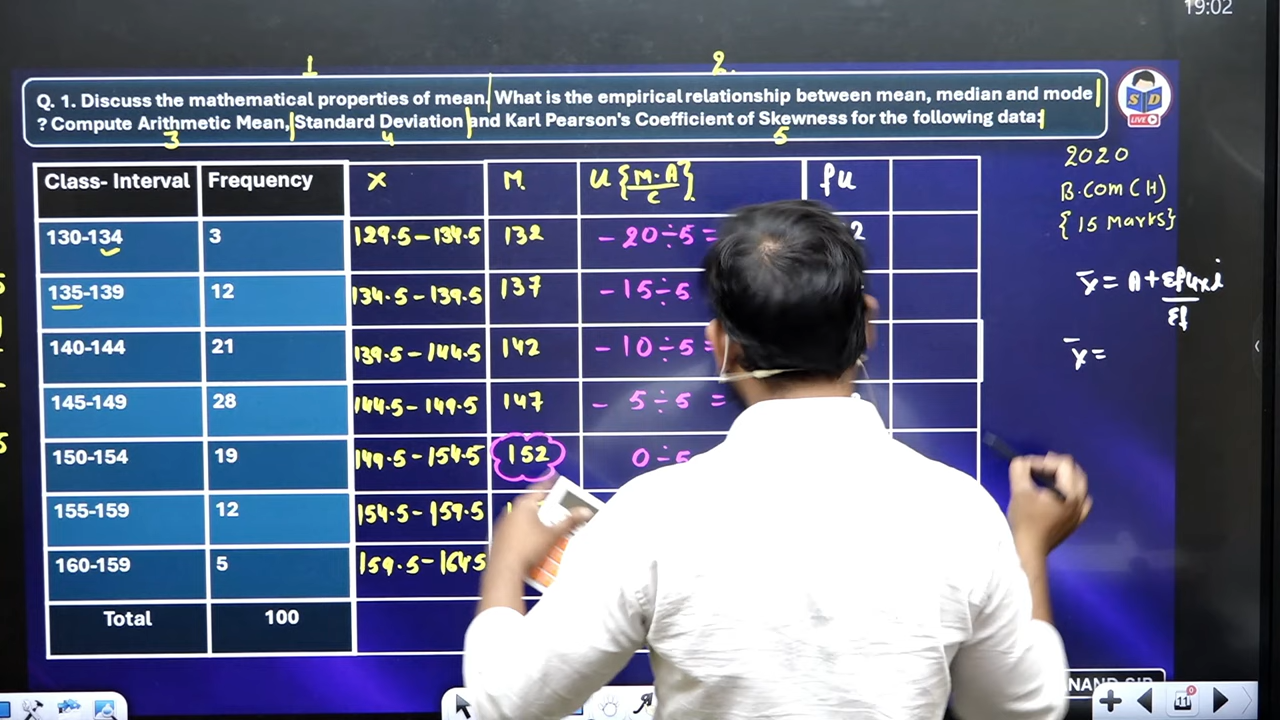 19:02
1 2.
Q. 1. Discuss the mathematical properties of mean. What is the empirical relationship between mean, median and mode
? Compute Arithmetic Mean, Standard Deviation and Karl Pearson's Coefficient of Skewness for the following data:
3 4 5
SD
LIVE
Class- Interval Frequency X M. U {M-A/C} fu
130-134 3 129.5-134.5 132 -20÷5= 2
135-139 12 134.5-139.5 137 -15÷5
140-144 21 139.5-144.5 142 -10÷5=
145-149 28 144.5-149.5 147 -5÷5=
150-154 19 149.5-154.5 152 0÷5
155-159 12 154.5-159.5
160-159 5 159.5-164.5
Total 100
2020
B.Com(H)
{15 Marks}
x̄ = A+Σfu×i
Σf
x̄ =
11